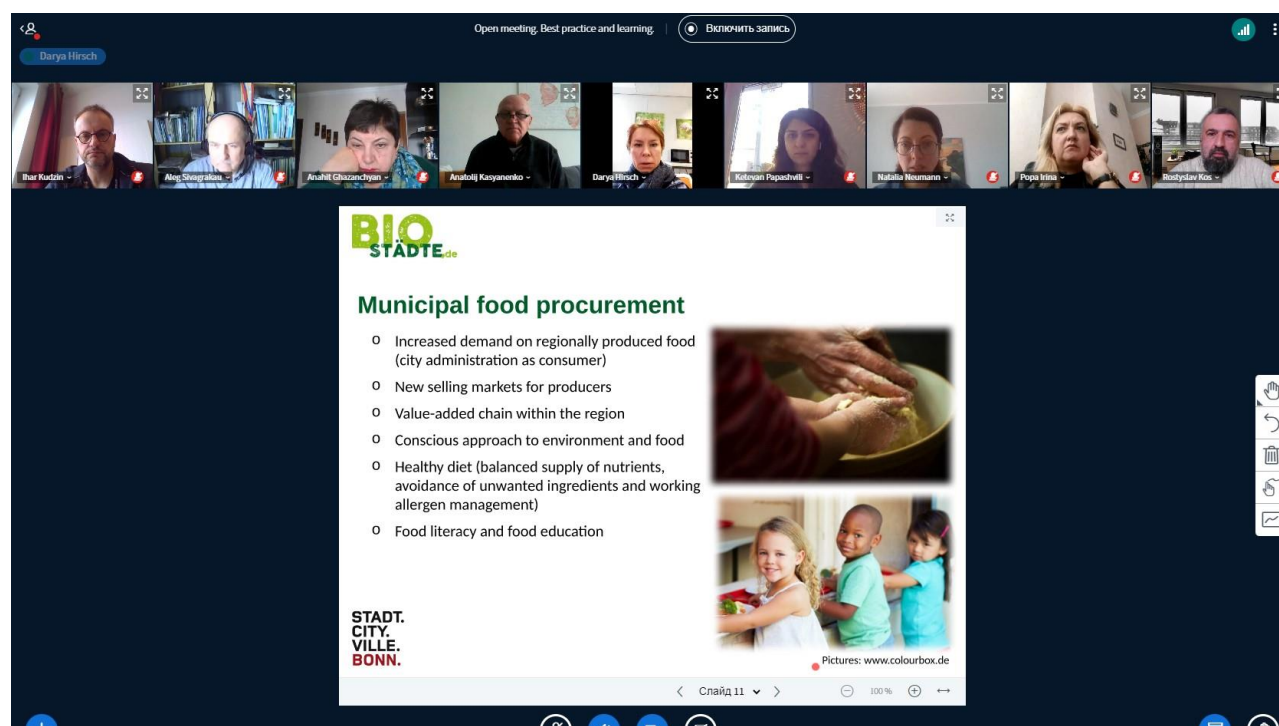 Open meeting. Best practice and learning.
Включить запись
Darya Hirsch
Ihar Kudzin
Aleg Sivagrakau
Anahit Ghazanchyan
Anatolij Kasyanenko
Darya Hirsch
Ketevan Papashvili
Natalia Neumann
Popa Irina
Rostyslav Kos
BIO
STÄDTE.de
Municipal food procurement
o Increased demand on regionally produced food
(city administration as consumer)
o New selling markets for producers
o Value-added chain within the region
o Conscious approach to environment and food
o Healthy diet (balanced supply of nutrients,
avoidance of unwanted ingredients and working
allergen management)
o Food literacy and food education
STADT.
CITY.
VILLE.
BONN.
Pictures: www.colourbox.de
Слайд 11
100 %